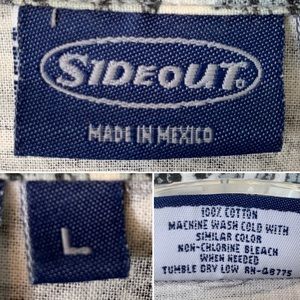 SIDEOUT.
MADE IN MEXICO
L
100% COTTON
MACHINE WASH COLD WITH
SIMILAR COLOR
NON-CHLORINE BLEACH
WHEN NEEDED
TUMBLE DRY LOW RN-48775